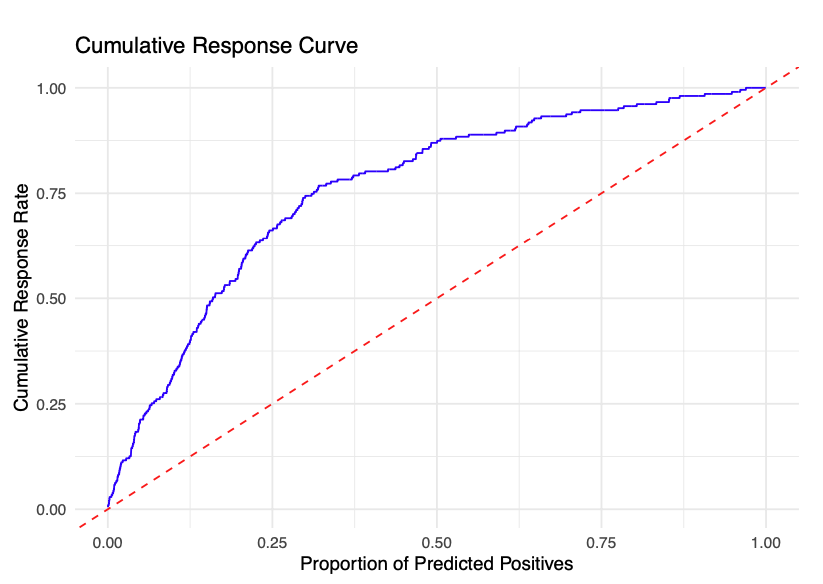 Cumulative Response Curve
1.00
0.75
0.50
0.25
0.00
Cumulative Response Rate
0.00 0.25 0.50 0.75 1.00
Proportion of Predicted Positives